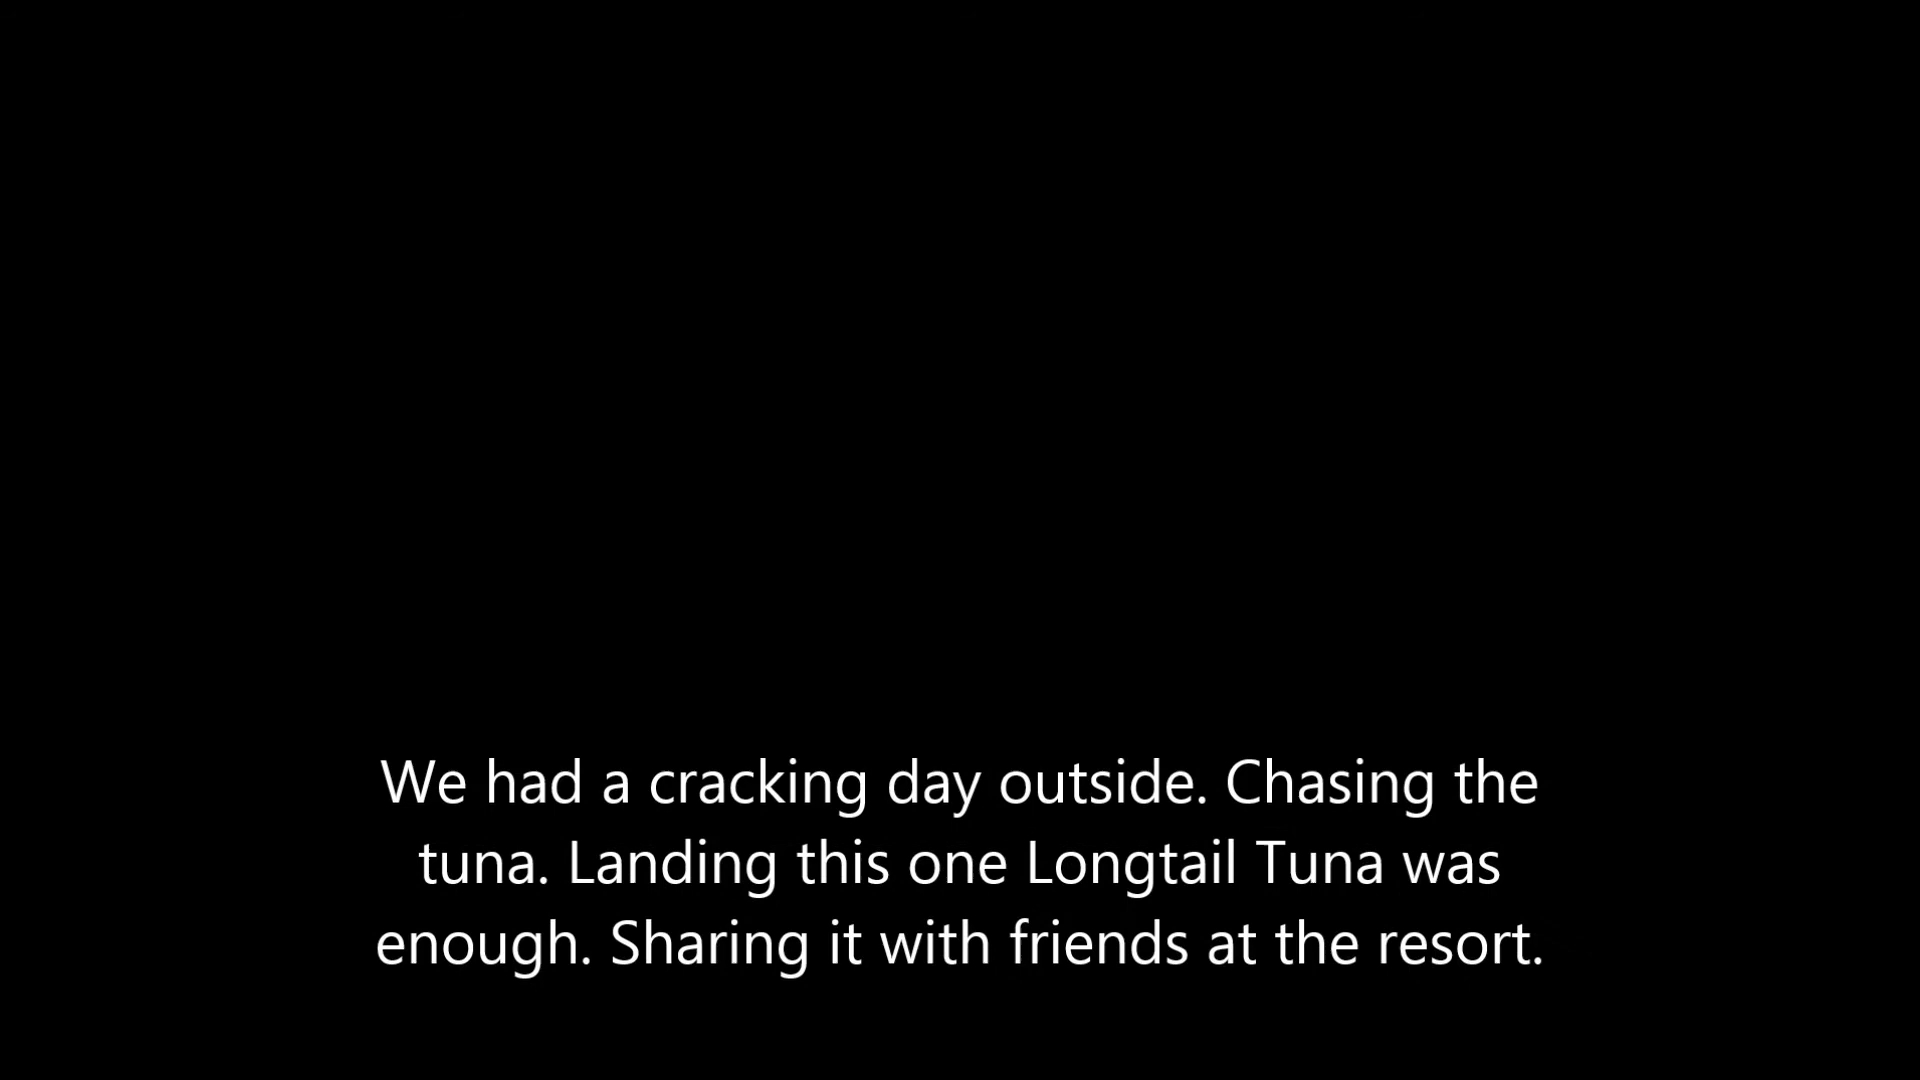 We had a cracking day outside. Chasing the
tuna. Landing this one Longtail Tuna was
enough. Sharing it with friends at the resort.